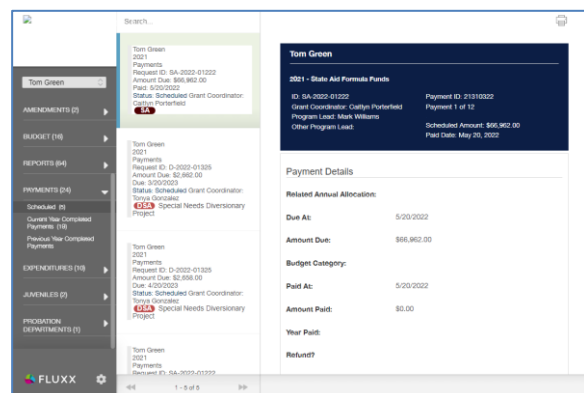 Search...
Tom Green
AMENDMENTS (2)
BUDGET (16)
REPORTS (64)
PAYMENTS (24)
Scheduled (5)
Current Year Completed
Payments (19)
Previous Year Completed
Payments
EXPENDITURES (10)
JUVENILES (2)
PROBATION
DEPARTMENTS (1)
FLUXX
Tom Green
2021
Payments
Request ID: SA-2022-01222
Amount Due: $66,962.00
Paid: 5/20/2022
Status: Scheduled Grant Coordinator:
Caitlyn Porterfield
SA
Tom Green
2021
Payments
Request ID: D-2022-01325
Amount Due: $2,662.00
Due: 3/20/2023
Status: Scheduled Grant Coordinator:
Tonya Gonzalez
DSA Special Needs Diversionary
Project
Tom Green
2021
Payments
Request ID: D-2022-01325
Amount Due: $2,658.00
Due: 4/20/2023
Status: Scheduled Grant Coordinator:
Tonya Gonzalez
DSA Special Needs Diversionary
Project
Tom Green
2021
Payments
Request ID: SA-2022-01222
1 - 5 of 5
Tom Green
2021 - State Aid Formula Funds
ID: SA-2022-01222
Grant Coordinator: Caitlyn Porterfield
Program Lead: Mark Williams
Other Program Lead:
Payment ID: 21310322
Payment 1 of 12
Scheduled Amount: $66,962.00
Paid Date: May 20, 2022
Payment Details
Related Annual Allocation:
Due At: 5/20/2022
Amount Due: $66,962.00
Budget Category:
Paid At: 5/20/2022
Amount Paid: $0.00
Year Paid:
Refund?